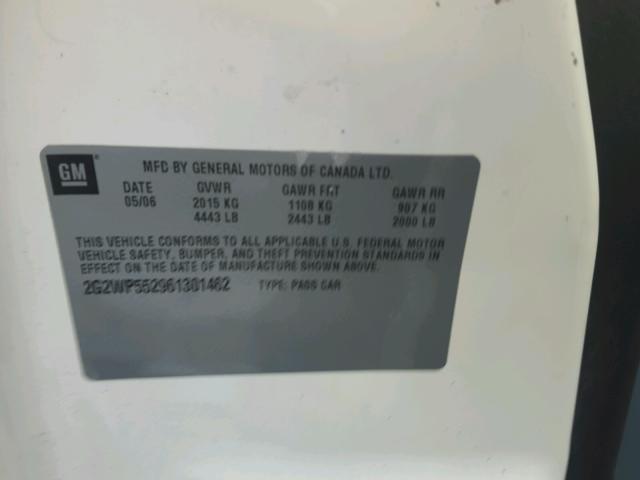 GM
MFD BY GENERAL MOTORS OF CANADA LTD.
DATE GVWR GAWR FRT GAWR RR
05/06 2015 KG 1108 KG 907 KG
4443 LB 2443 LB 2000 LB
THIS VEHICLE CONFORMS TO ALL APPLICABLE U.S. FEDERAL MOTOR
VEHICLE SAFETY, BUMPER, AND THEFT PREVENTION STANDARDS IN
EFFECT ON THE DATE OF MANUFACTURE SHOWN ABOVE.
2G2WP552961301462 TYPE: PASS CAR